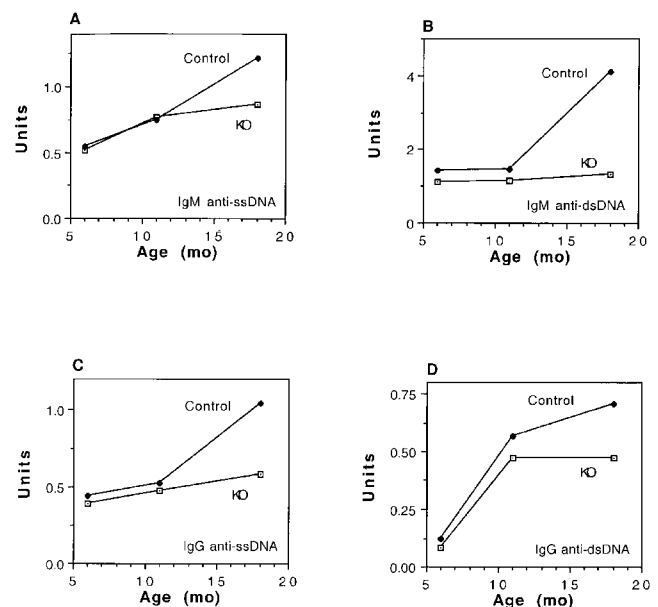 A
Control
KO
IgM anti-ssDNA
Units
1.0
0.5
0.0
5 10 15 20
Age (mo)
B
Control
KO
IgM anti-dsDNA
Units
4
2
0
5 10 15 20
Age (mo)
C
Control
KO
IgG anti-ssDNA
Units
1.0
0.5
0.0
5 10 15 20
Age (mo)
D
Control
KO
IgG anti-dsDNA
Units
0.75
0.50
0.25
0.00
5 10 15 20
Age (mo)